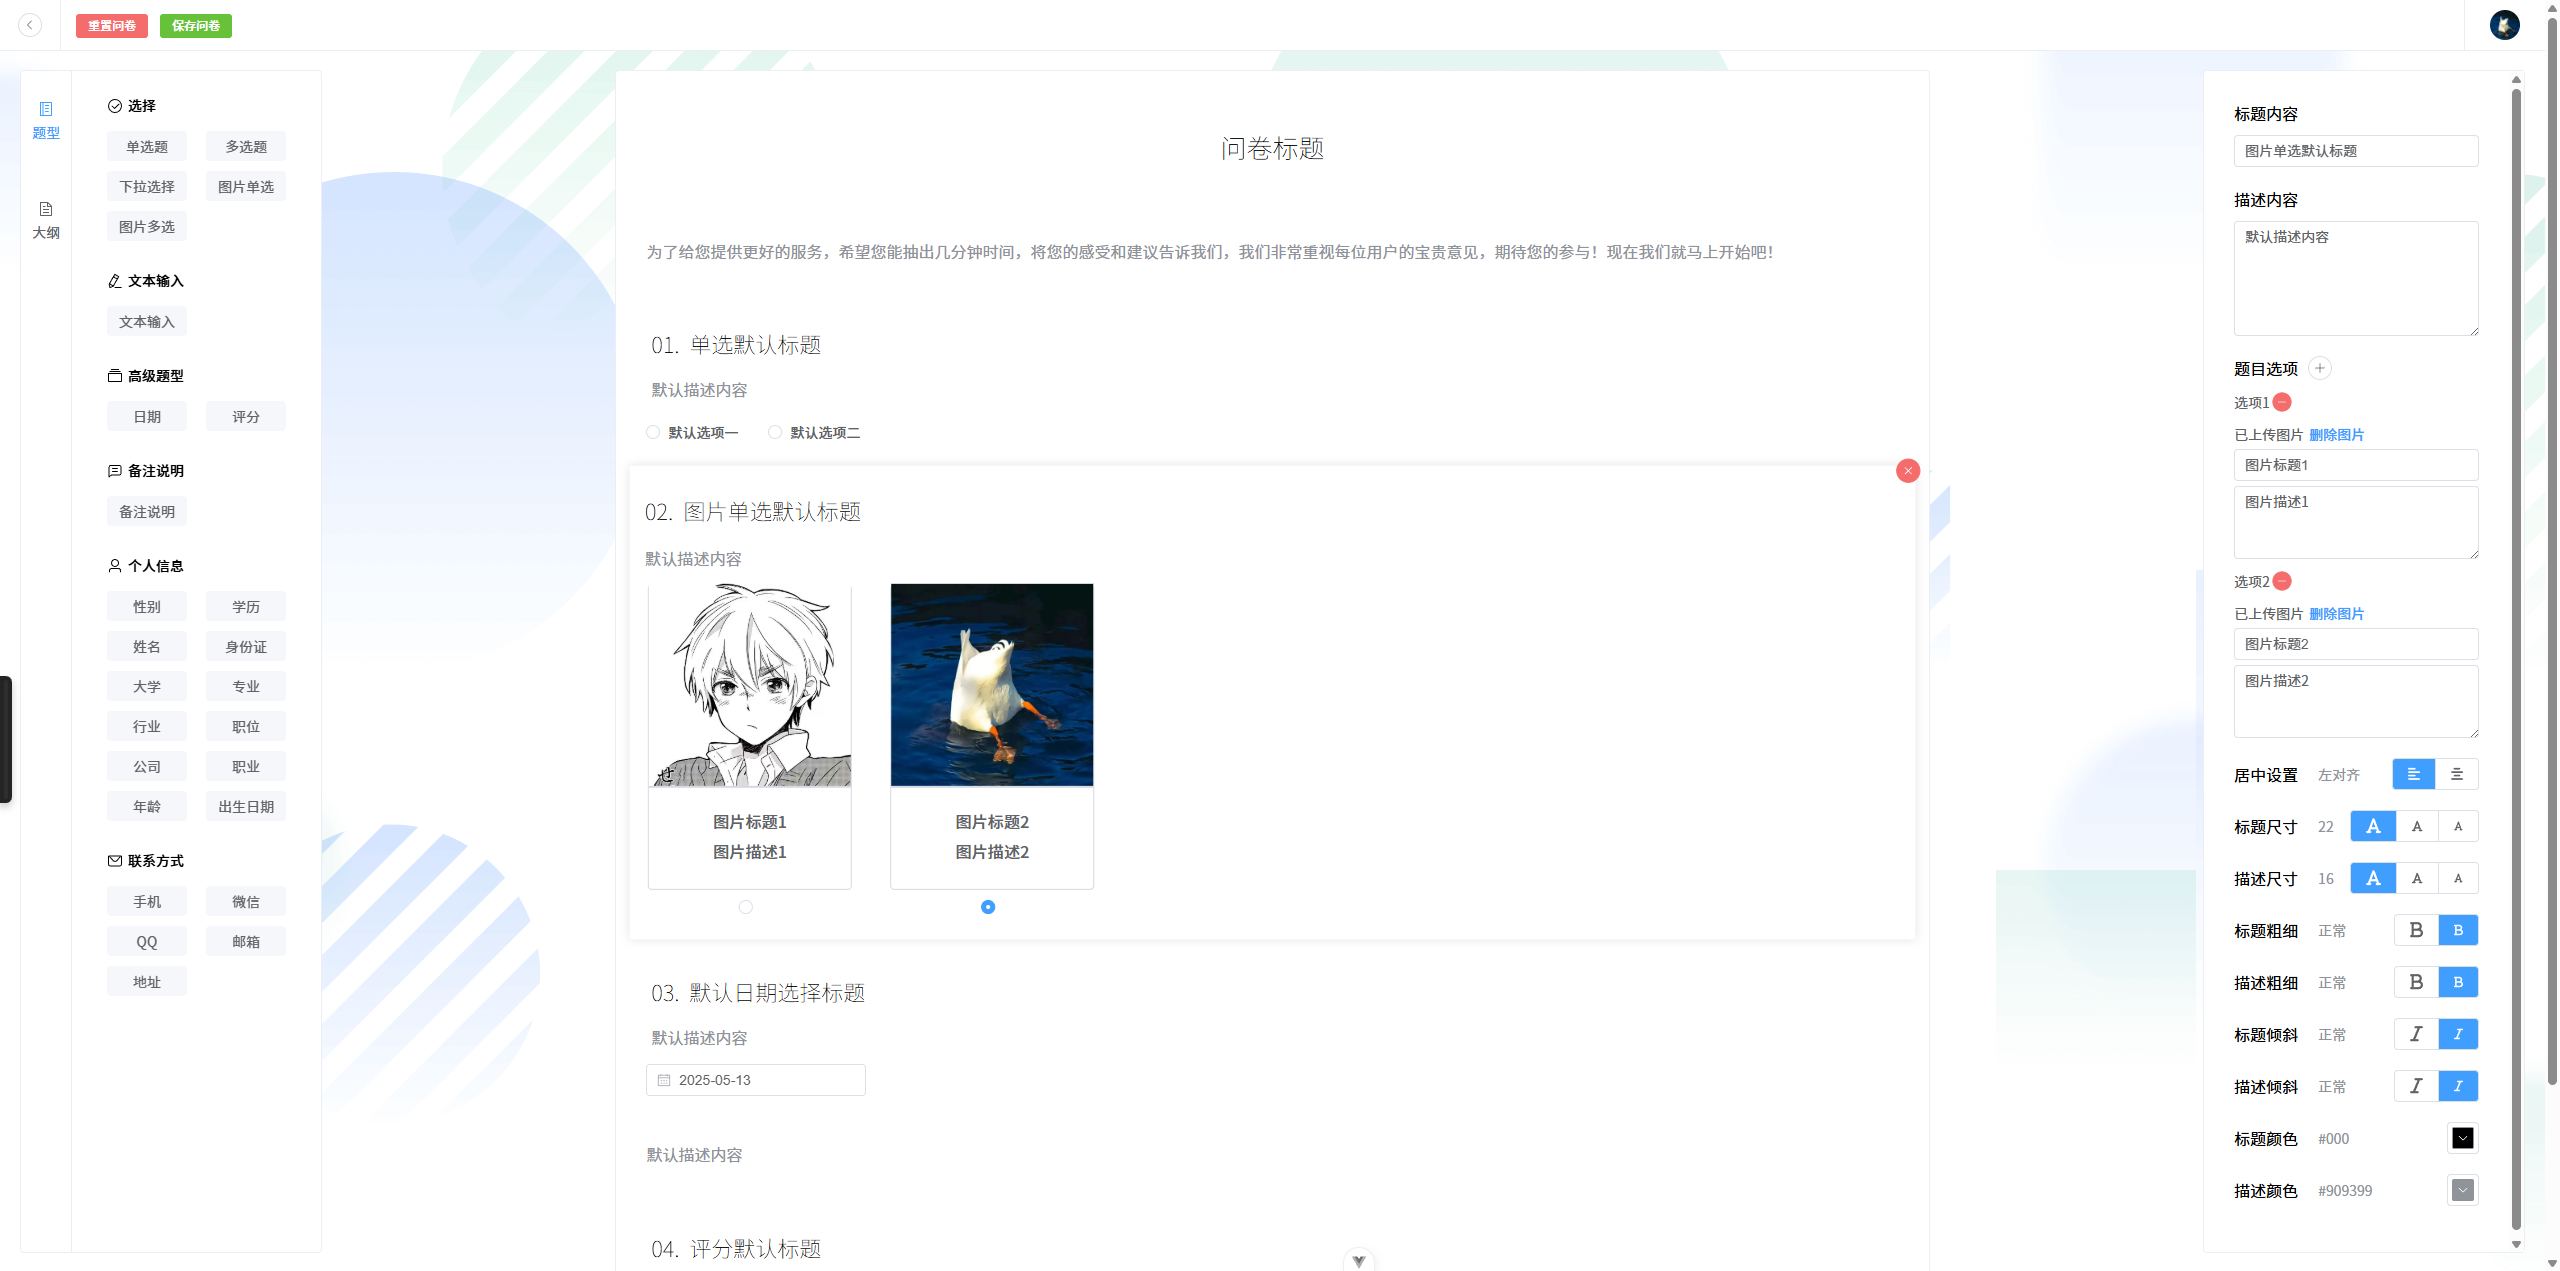 重置问卷 保存问卷
题型
大纲
选择
单选题 多选题
下拉选择 图片单选
图片多选
文本输入
文本输入
高级题型
日期 评分
备注说明
备注说明
个人信息
性别 学历
姓名 身份证
大学 专业
行业 职位
公司 职业
年龄 出生日期
联系方式
手机 微信
QQ 邮箱
地址
问卷标题
为了给您提供更好的服务，希望您能抽出几分钟时间，将您的感受和建议告诉我们，我们非常重视每位用户的宝贵意见，期待您的参与！现在我们就马上开始吧！
01. 单选默认标题
默认描述内容
默认选项一 默认选项二
02. 图片单选默认标题
默认描述内容
せ
图片标题1
图片描述1
图片标题2
图片描述2
03. 默认日期选择标题
默认描述内容
2025-05-13
默认描述内容
04. 评分默认标题
标题内容
图片单选默认标题
描述内容
默认描述内容
题目选项
选项1
已上传图片 删除图片
图片标题1
图片描述1
选项2
已上传图片 删除图片
图片标题2
图片描述2
居中设置 左对齐
标题尺寸 22 A A A
描述尺寸 16 A A A
标题粗细 正常 B B
描述粗细 正常 B B
标题倾斜 正常 I I
描述倾斜 正常 I I
标题颜色 #000
描述颜色 #909399